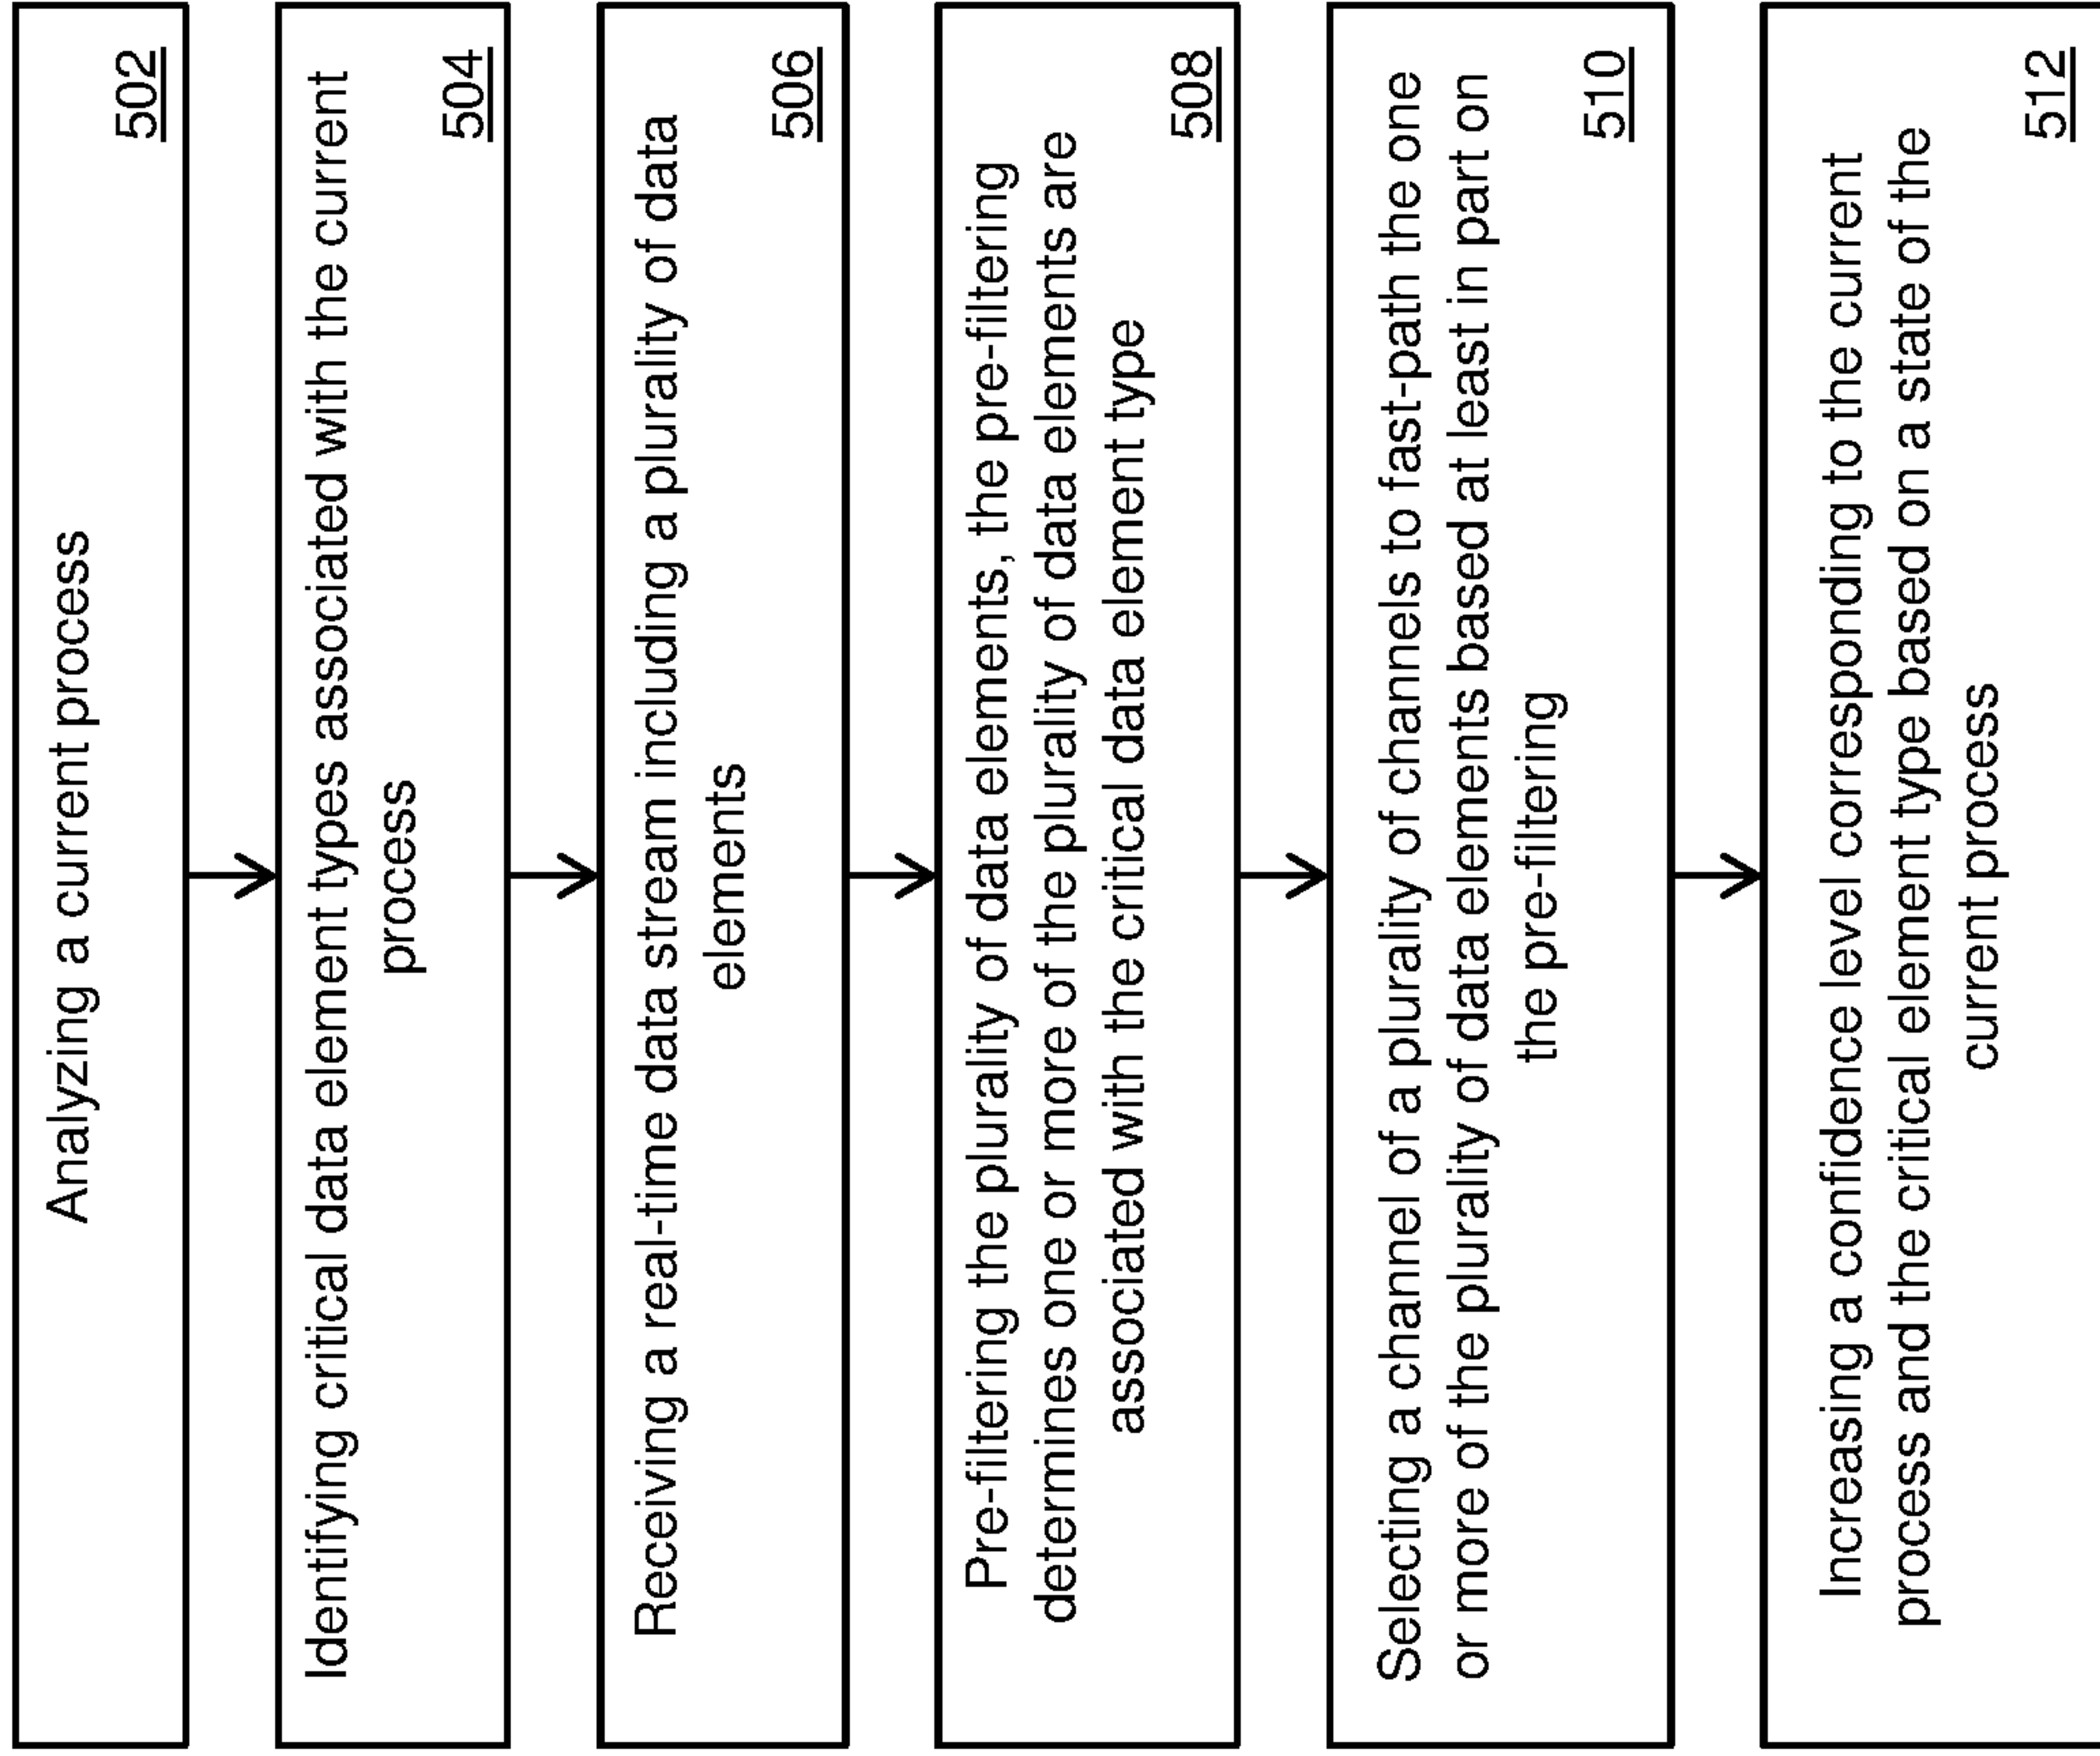 Analyzing a current process
502
Identifying critical data element types associated with the current
process
504
Receiving a real-time data stream including a plurality of data
elements
506
Pre-filtering the plurality of data elements, the pre-filtering
determines one or more of the plurality of data elements are
associated with the critical data element type
508
Selecting a channel of a plurality of channels to fast-path the one
or more of the plurality of data elements based at least in part on
the pre-filtering
510
Increasing a confidence level corresponding to the current
process and the critical element type based on a state of the
current process
512